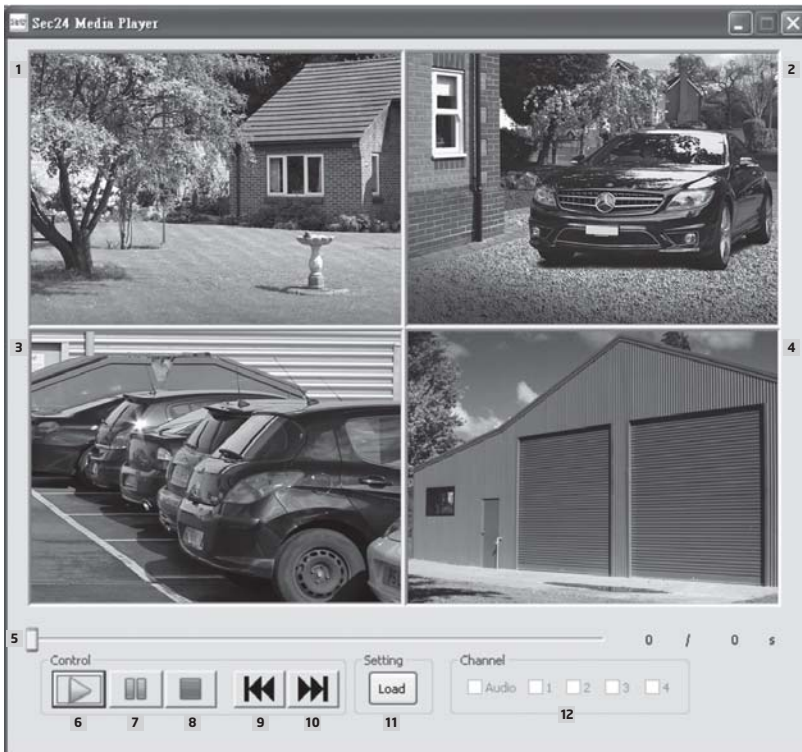 Sec24 Media Player
1
2
3
4
5
0 / 0 s
Control
Setting
Channel
Load
Audio 1 2 3 4
6 7 8 9 10 11 12